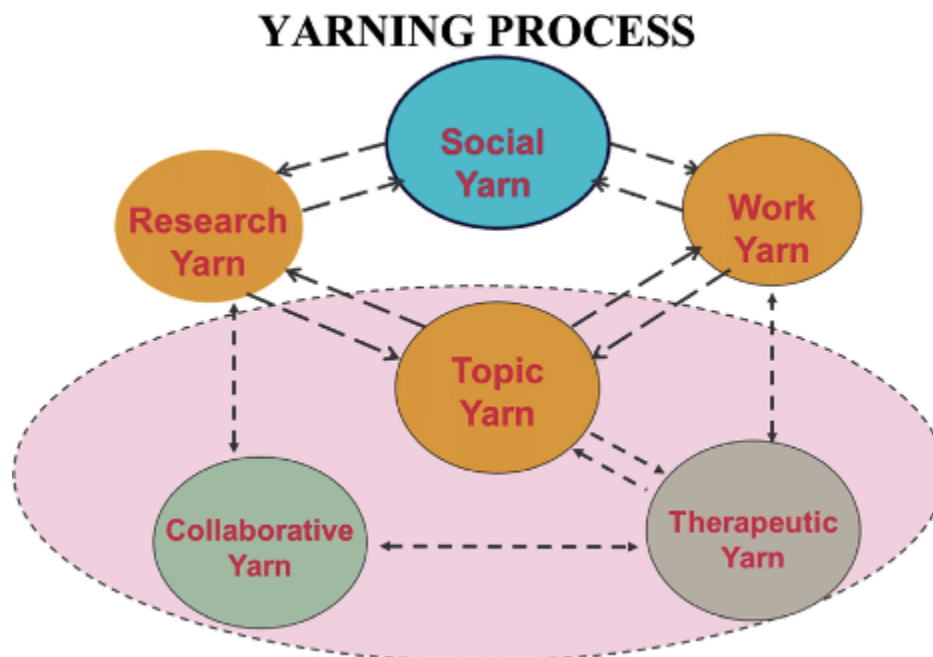 YARNING PROCESS
Social
Yarn
Research
Yarn
Work
Yarn
Topic
Yarn
Collaborative
Yarn
Therapeutic
Yarn